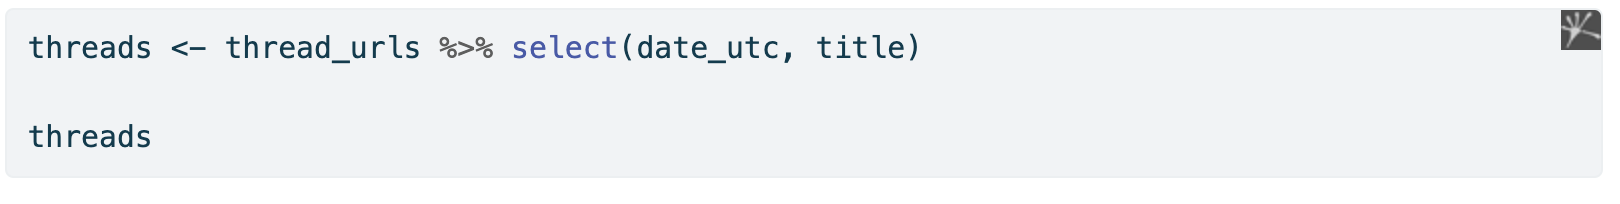 threads <- thread_urls %>% select(date_utc, title)
threads